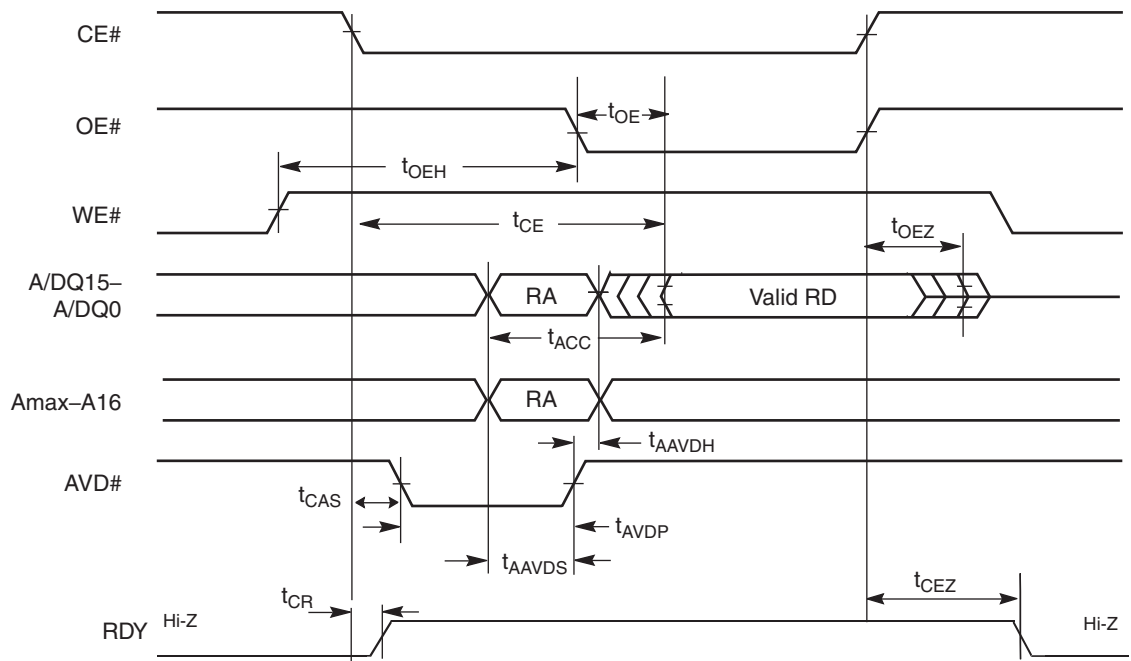 CE#
OE#
tOE
tOEH
WE#
tCE
tOEZ
A/DQ15–
A/DQ0
RA
Valid RD
tACC
Amax–A16
RA
tAAVDH
AVD#
tCAS
tAVDP
tAAVDS
tCEZ
tCR
RDY
Hi-Z
Hi-Z